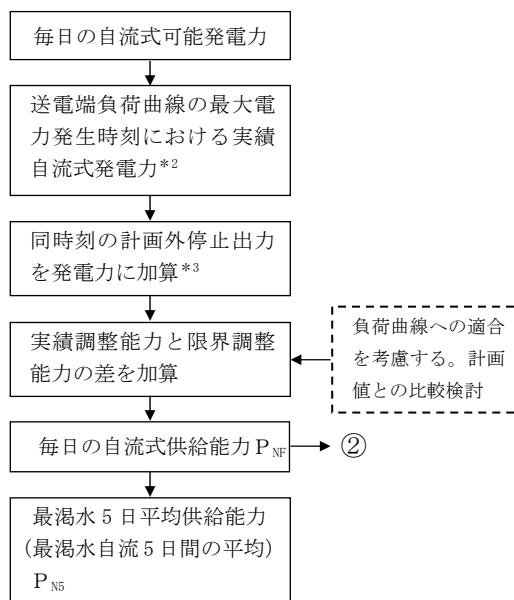 毎日の自流式可能発電力
送電端負荷曲線の最大電
力発生時刻における実績
自流式発電力*2
同時刻の計画外停止出力
を発電力に加算*3
実績調整能力と限界調整
能力の差を加算
負荷曲線への適合
を考慮する。計画
値との比較検討
毎日の自流式供給能力PNF
②
最渇水5日平均供給能力
(最渇水自流5日間の平均)
PN5